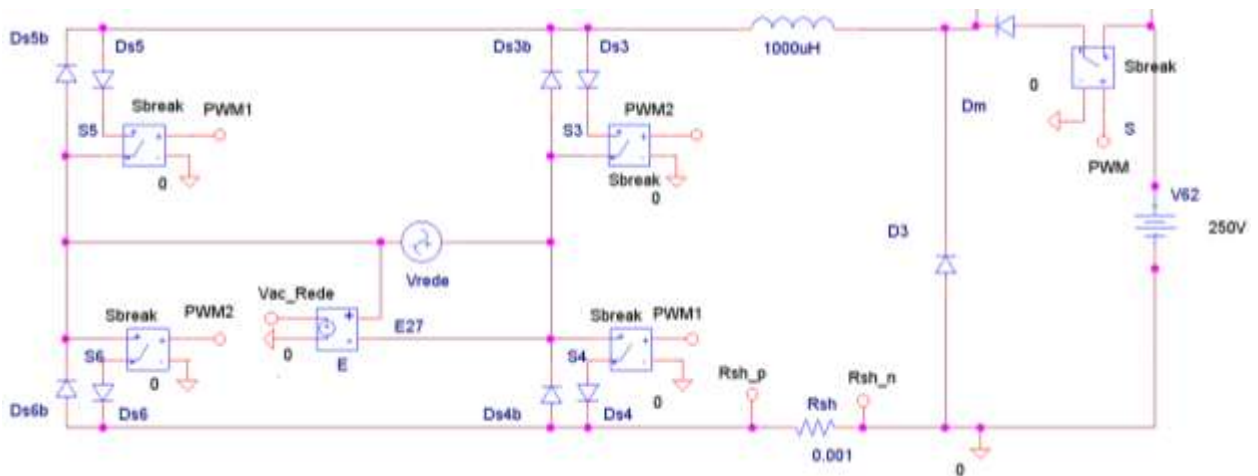 Ds5b
Ds5
Ds3b
Ds3
1000uH
Sbreak
0
Sbreak
PWM1
PWM2
Dm
S5
S3
S
PWM
0
Sbreak
0
V62
250V
D3
Vrede
Vac_Rede
Sbreak
PWM2
Sbreak
PWM1
E27
0
E
S6
0
S4
0
Rsh_p
Rsh_n
Rsh
Ds6b
Ds6
Ds4b
Ds4
0.001
0